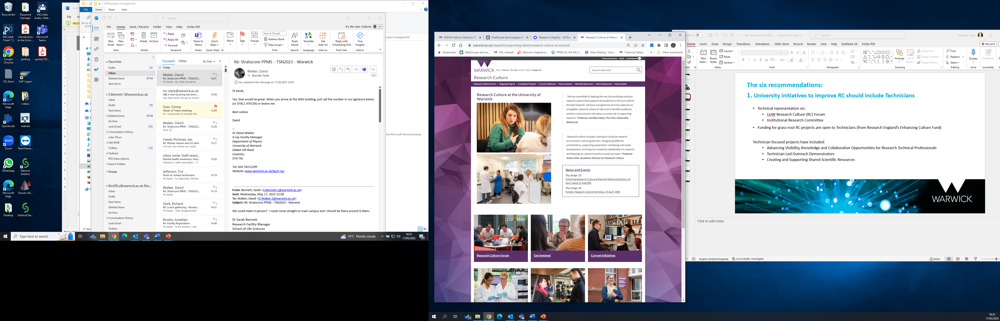 Recycle Bin
Password manager
MiCollab Audio, Web...
MiCollab Client 7.3
Introduction to the Scho...
Microsoft Teams
Google Chrome
parking
quote2193...
.DS_Store
SAP Logon
Microsoft Edge
videos
QuickLook
website
Zoom
TeamViewe...
WhatsApp
Mersive Solstice
Microsoft Edge
FlowJo-Wi...
Desktop
SolsticeClie...
WISB project management
File Home Share View
Search
File Home Send / Receive Folder View Help Kofax PDF
Try the new Outlook Off
New Email
New Items
Delete
Archive
Reply
Reply All
Forward
Share to Teams
Quick Steps
Move
Tags
Groups
Search People
Address Book
Filter Email
Read Aloud
Translate
Get Add-ins
Reply with Scheduling Poll
Viva Insights
New Delete Respond Teams Quick Steps Find Speech Language Add-ins Find Time Add-in
Favorites
Drafts [9]
Inbox
Deleted Items 3714
Sent Items
S.Bennett.1@warwick.ac.uk
Inbox
Drafts [9]
Sent Items
Deleted Items 3714
Archive
Junk Email [35]
Conversation History
Jules Thorn
Old WISB
Outbox [18]
Outlook
RSS Subscriptions
Search Folders
Groups
BioSRLs@warwick.ac.uk Res...
Inbox
Drafts
Sent Items
Deleted Items
Archive
Conversation History
Junk Email
Outbox
Focused Other By Date
Today
Walker, David
Re: Stratocore PPMS - TSN2023... 16:01
Hi Sarah, Yes, that would be
no-reply@warwick.ac.uk
[SB] A new booking has been ... 15:58
You have been set up to receive
Over, Emma
Heads of Teams meetings 15:58
Hi I would like to include the
Walker, David
Re: Stratocore PPMS - TSN2023... 15:26
Sure
Hands-Portman, Ian
Re: Plasma cleaner and O2 tank 15:21
I'm not sure where we could
inbox insite: Staff newsl...
Mental Health Awareness Wee... 15:20
Warwick's staff newsletter | 17
Jefferson, Tim
Point of contact technicians 15:19
Hi Sarah, To elaborate, Miriam,
Walker, David
Re: Stratocore PPMS - TSN2023... 15:15
Hi Sarah,
Stark, Richard
RE: Lunch gathering - Researc... 14:51
Hi Sarah, I was disappointed
Brodie, Jonathan
Re: Facility Registration 14:40
Hi Sarah, To be honest, I was
Re: Stratocore PPMS - TSN2023 - Warwick
Walker, David
To Bennett, Sarah
16:01
You replied to this message on 17/05/2023 16:05.
Hi Sarah,
Yes, that would be great. When you arrive at the MAS building, just call the number in my signature below
(or 07811 476156) or teams me.
Best wishes
David
--
Dr David Walker
X-ray Facility Manager
Department of Physics
University of Warwick
Gibbet Hill Road
Coventry
CV4 7AL
Tel: 024 76151299
Website: www.warwick.ac.uk/go/x-ray
From: Bennett, Sarah <S.Bennett.1@warwick.ac.uk>
Sent: Wednesday, May 17, 2023 15:58
To: Walker, David <D.Walker.2@warwick.ac.uk>
Subject: RE: Stratocore PPMS - TSN2023 - Warwick
We could meet in person? I could come straight to main campus and I should be there around 9.30am.
Dr Sarah Bennett
Research Facility Manager
School of Life Sciences
project management
the Microsoft Word previewer.
27 item
Type here to search
57
16°C Mostly cloudy
16:25
17/05/2023
20
WIHEA Fellows Selection Pr
Healthcare technologies the
Research Integrity - UK Res
Research Culture at Warwick
warwick.ac.uk/research/supporting-talent/research-culture-at-warwick
Bookmarks WebGroups service,... SRL intranet Warwick Integrative... PPMS for the SRL F... Mass Mailing : Hom... Chemical Safety » Other bookmarks
Cookie preferences | Notify | Sarah Bennett 1
WARWICK
Study | Research | Business | Alumni | News | Engagement
Search Warwick
Research Culture
Research Culture Forum | Ongoing Projects | Completed Projects | Current Initiatives | Future Actions | Warwick Resources | Sector Resources | Get Involved
Research Culture at the University of
Warwick
"We are committed to leading the way by providing a positive
research culture that supports all academics to thrive to deliver
the best research. We have a programme of work underway to
strengthen research culture at Warwick to benefit academics,
partners and everyone who plays a crucial role in supporting
research." Professor Caroline Meyer, Pro-Vice-Chancellor
(Research)
"Research culture includes creating an inclusive research
environment, removing barriers, recognising different
contributions, supporting researchers' well-being and career
development, involving non-academic stakeholders in research,
and keeping our research practice sound and open." Professor
Sotaro Kita, Academic Director for Research Culture
News and Events
Thu 20 Apr '23
Enhancing Research Culture at Warwick Networking Event, 26
April, Space 25, Radcliffe
Thu 13 Apr '23
Funders' Research Culture Workshop, 25 April, IBRB
Research Culture Forum
Get involved
Current Initiatives
Off
RC_Technicians_UKRIO_... • Saved to Hi Drive
Search
Bennett, Sarah
Home Insert Draw Design Transitions Animations Slide Show Record Review View Help EndNote X9 Kofax PDF
Record
New Slide
Reuse Slides
Layout
Reset
Section
Shape Fill
Shape Outline
Shape Effects
Arrange
Quick Styles
Find
Replace
Select
Dictate
Sensitivity
Slides Font Paragraph Drawing Editing Voice Sensitivity
The six recommendations:
1. University initiatives to improve RC should include Technicians
• Technical representation on:
• UoW Research Culture (RC) Forum
• Institutional Research Committee
• Funding for grass-root RC projects are open to Technicians (from Research England's Enhancing Culture Fund)
Technician focused projects have included:
• Advancing Visibility, Knowledge and Collaborative Opportunities for Research Technical Professionals
• Technician Led Outreach Demonstrators
• Creating and Supporting Shared Scientific Resources
WARWICK
Click to add notes
English (United Kingdom) Accessibility: Investigate
Notes
57
16:25
17/05/2023